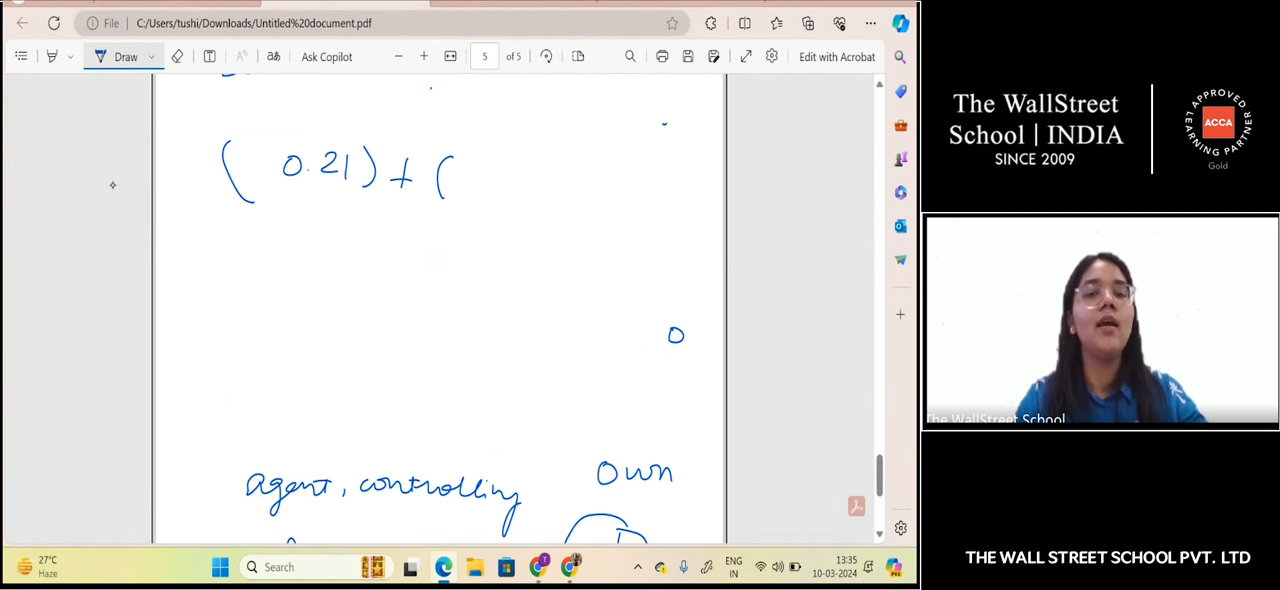 File C:/Users/tushi/Downloads/Untitled%20document.pdf
Draw Ask Copilot 5 of 5 Edit with Acrobat
( 0.21) + (
0
agent, controlling
Own
The WallStreet
School | INDIA
SINCE 2009
APPROVED
ACCA
LEARNING PARTNER
Gold
The WallStreet School
THE WALL STREET SCHOOL PVT. LTD
27°C
Haze
Search
ENG
IN
13:35
10-03-2024